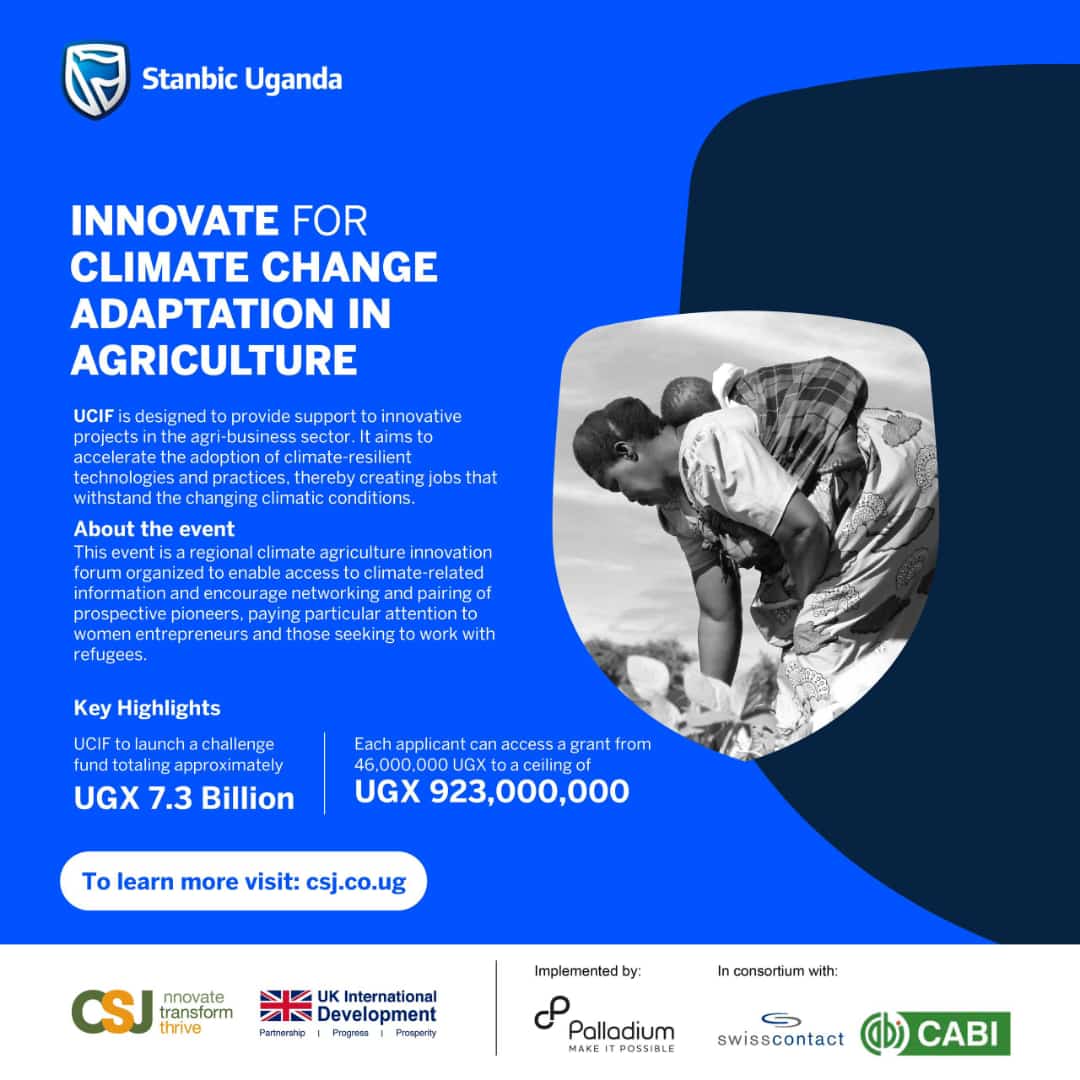 Stanbic Uganda
INNOVATE FOR
CLIMATE CHANGE
ADAPTATION IN
AGRICULTURE
UCIF is designed to provide support to innovative
projects in the agri-business sector. It aims to
accelerate the adoption of climate-resilient
technologies and practices, thereby creating jobs that
withstand the changing climatic conditions.
About the event
This event is a regional climate agriculture innovation
forum organized to enable access to climate-related
information and encourage networking and pairing of
prospective pioneers, paying particular attention to
women entrepreneurs and those seeking to work with
refugees.
Key Highlights
UCIF to launch a challenge
fund totaling approximately
UGX 7.3 Billion
Each applicant can access a grant from
46,000,000 UGX to a ceiling of
UGX 923,000,000
To learn more visit: csj.co.ug
CSJ
nnovate
transform
thrive
UK International
Development
Partnership | Progress | Prosperity
Implemented by:
Palladium
MAKE IT POSSIBLE
In consortium with:
swisscontact
CABI